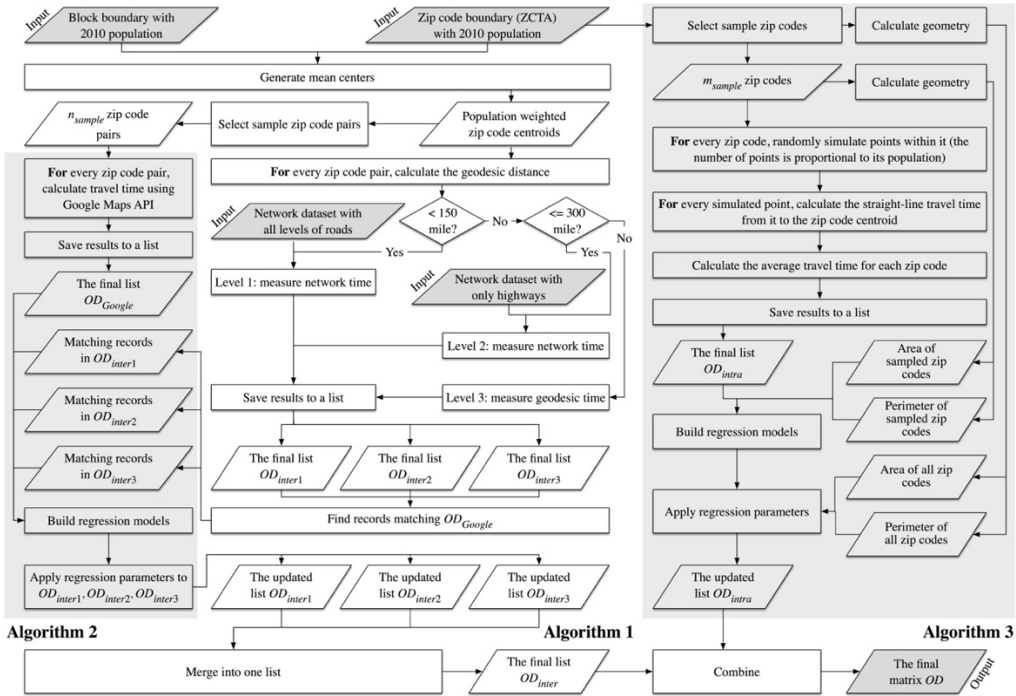 Input
Block boundary with
2010 population
Input
Zip code boundary (ZCTA)
with 2010 population
Select sample zip codes
Calculate geometry
Generate mean centers
m_sample zip codes
Calculate geometry
n_sample zip code
pairs
Select sample zip code pairs
Population weighted
zip code centroids
For every zip code, randomly simulate points within it (the
number of points is proportional to its population)
For every zip code pair,
calculate travel time using
Google Maps API
For every zip code pair, calculate the geodesic distance
Input
Network dataset with
all levels of roads
< 150
mile?
No
<= 300
mile?
No
Yes
Yes
For every simulated point, calculate the straight-line travel time
from it to the zip code centroid
Save results to a list
Level 1: measure network time
Input
Network dataset with
only highways
Calculate the average travel time for each zip code
The final list
OD_Google
Save results to a list
Matching records
in OD_inter1
Level 2: measure network time
The final list
OD_intra
Area of
sampled zip
codes
Matching records
in OD_inter2
Save results to a list
Level 3: measure geodesic time
Perimeter of
sampled zip
codes
Build regression models
Matching records
in OD_inter3
The final list
OD_inter1
The final list
OD_inter2
The final list
OD_inter3
Area of all zip
codes
Build regression models
Find records matching OD_Google
Apply regression parameters
Perimeter of
all zip codes
Apply regression parameters to
OD_inter1, OD_inter2, OD_inter3
The updated
list OD_inter1
The updated
list OD_inter2
The updated
list OD_inter3
The updated
list OD_intra
Algorithm 2
Algorithm 1
Algorithm 3
Merge into one list
The final list
OD_inter
Combine
The final
matrix OD
Output